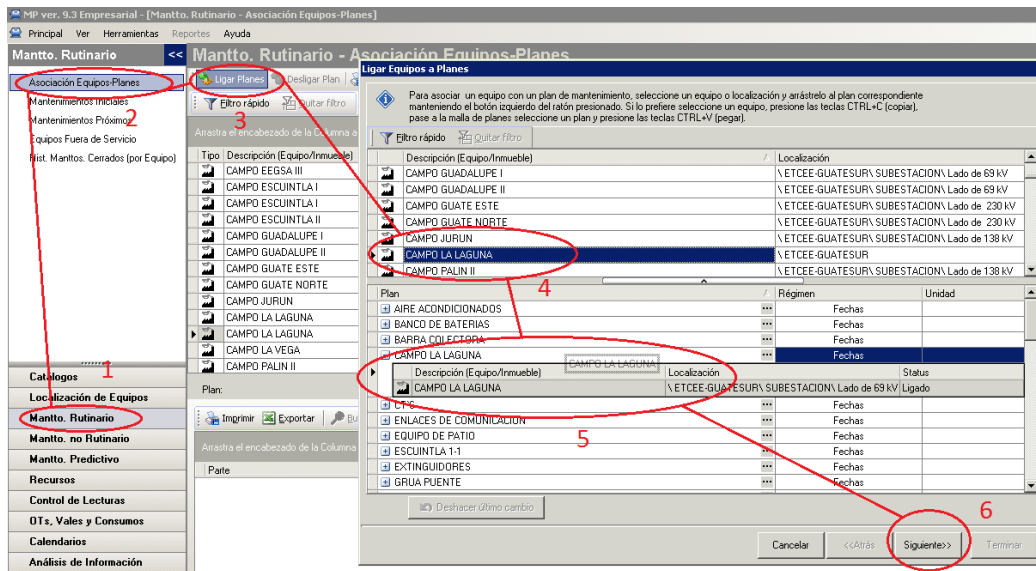 MP ver. 9.3 Empresarial - [Mantto. Rutinario - Asociación Equipos-Planes]
Principal Ver Herramientas Reportes Ayuda
Mantto. Rutinario <<
Asociación Equipos-Planes
Mantenimientos Iniciales
Mantenimientos Próximos
Equipos Fuera de Servicio
Hist. Manttos. Cerrados (por Equipo)
1
2
Catálogos
Localización de Equipos
Mantto. Rutinario
Mantto. no Rutinario
Mantto. Predictivo
Recursos
Control de Lecturas
OTs, Vales y Consumos
Calendarios
Análisis de Información
Mantto. Rutinario - Asociación Equipos-Planes
Ligar Planes Desligar Plan
3
Filtro rápido Quitar filtro
Arrastra el encabezado de la Columna a
Tipo Descripción (Equipo/Inmueble)
CAMPO EEGSA III
CAMPO ESCUINTLA I
CAMPO ESCUINTLA I
CAMPO ESCUINTLA II
CAMPO GUADALUPE I
CAMPO GUADALUPE II
CAMPO GUATE ESTE
CAMPO GUATE NORTE
CAMPO JURUN
CAMPO LA LAGUNA
CAMPO LA LAGUNA
CAMPO LA VEGA
CAMPO PALIN II
Plan:
Imprimir Exportar Bu
Arrastra el encabezado de la Columna
Parte
Ligar Equipos a Planes
Para asociar un equipo con un plan de mantenimiento, seleccione un equipo o localización y arrástrelo al plan correspondiente
manteniendo el botón izquierdo del ratón presionado. Si lo prefiere seleccione un equipo, presione las teclas CTRL+C (copiar),
pase a la malla de planes seleccione un plan y presione las teclas CTRL+V (pegar).
Filtro rápido Quitar filtro
Descripción (Equipo/Inmueble) Localización
CAMPO GUADALUPE I \ ETCEE-GUATESUR\ SUBESTACION\ Lado de 69 kV
CAMPO GUADALUPE II \ ETCEE-GUATESUR\ SUBESTACION\ Lado de 69 kV
CAMPO GUATE ESTE \ ETCEE-GUATESUR\ SUBESTACION\ Lado de 230 kV
CAMPO GUATE NORTE \ ETCEE-GUATESUR\ SUBESTACION\ Lado de 230 kV
CAMPO JURUN \ ETCEE-GUATESUR\ SUBESTACION\ Lado de 138 kV
CAMPO LA LAGUNA \ ETCEE-GUATESUR
CAMPO PALIN II \ ETCEE-GUATESUR\ SUBESTACION\ Lado de 138 kV
4
Plan Régimen Unidad
AIRE ACONDICIONADOS ... Fechas
BANCO DE BATERIAS ... Fechas
BARRA COLECTORA ... Fechas
CAMPO LA LAGUNA Fechas
CAMPO LA LAGUNA
Descripción (Equipo/Inmueble) Localización Status
CAMPO LA LAGUNA \ ETCEE-GUATESUR\ SUBESTACION\ Lado de 69 kV Ligado
CT'S ... Fechas
ENLACES DE COMUNICACION ... Fechas
EQUIPO DE PATIO ... Fechas
5
ESCUINTLA 1-1 ... Fechas
EXTINGUIDORES ... Fechas
GRUA PUENTE ... Fechas
Deshacer último cambio
6
Cancelar <<Atrás Siguiente>> Terminar